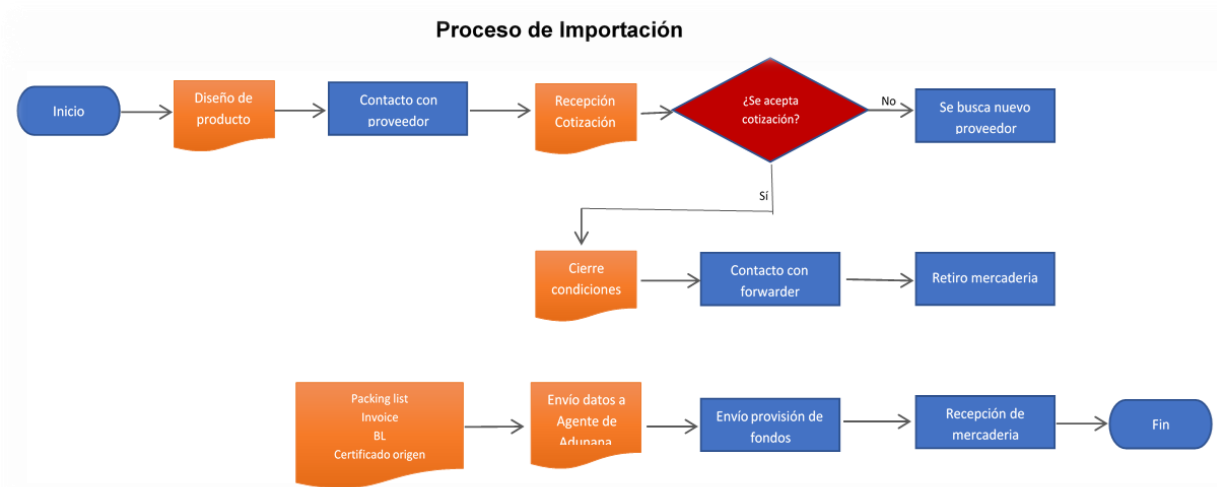 Proceso de Importación
Inicio
Diseño de
producto
Contacto con
proveedor
Recepción
Cotización
¿Se acepta
cotización?
No
Se busca nuevo
proveedor
Sí
Cierre
condiciones
Contacto con
forwarder
Retiro mercaderia
Packing list
Invoice
BL
Certificado origen
Envío datos a
Agente de
Adunana
Envío provisión de
fondos
Recepción de
mercaderia
Fin